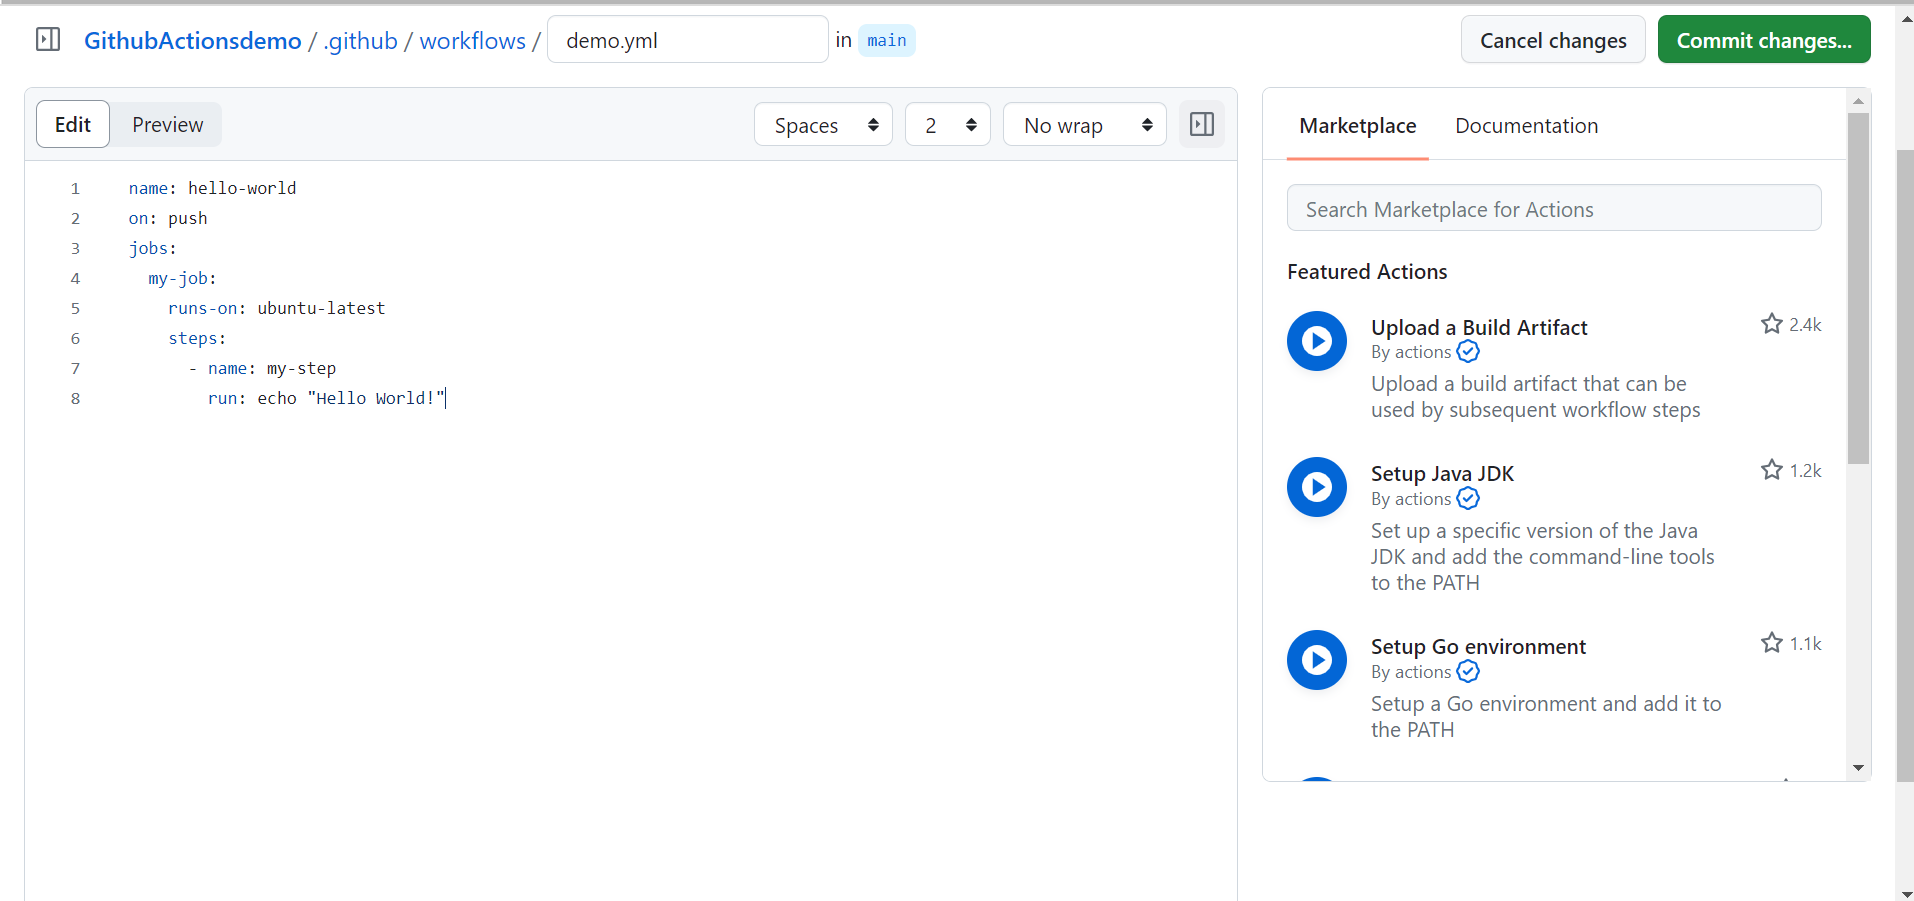 GithubActionsdemo / .github / workflows / demo.yml in main
Cancel changes
Commit changes...
Edit
Preview
Spaces
2
No wrap
1 name: hello-world
2 on: push
3 jobs:
4   my-job:
5     runs-on: ubuntu-latest
6     steps:
7       - name: my-step
8         run: echo "Hello World!"
Marketplace
Documentation
Search Marketplace for Actions
Featured Actions
Upload a Build Artifact
2.4k
By actions
Upload a build artifact that can be
used by subsequent workflow steps
Setup Java JDK
1.2k
By actions
Set up a specific version of the Java
JDK and add the command-line tools
to the PATH
Setup Go environment
1.1k
By actions
Setup a Go environment and add it to
the PATH